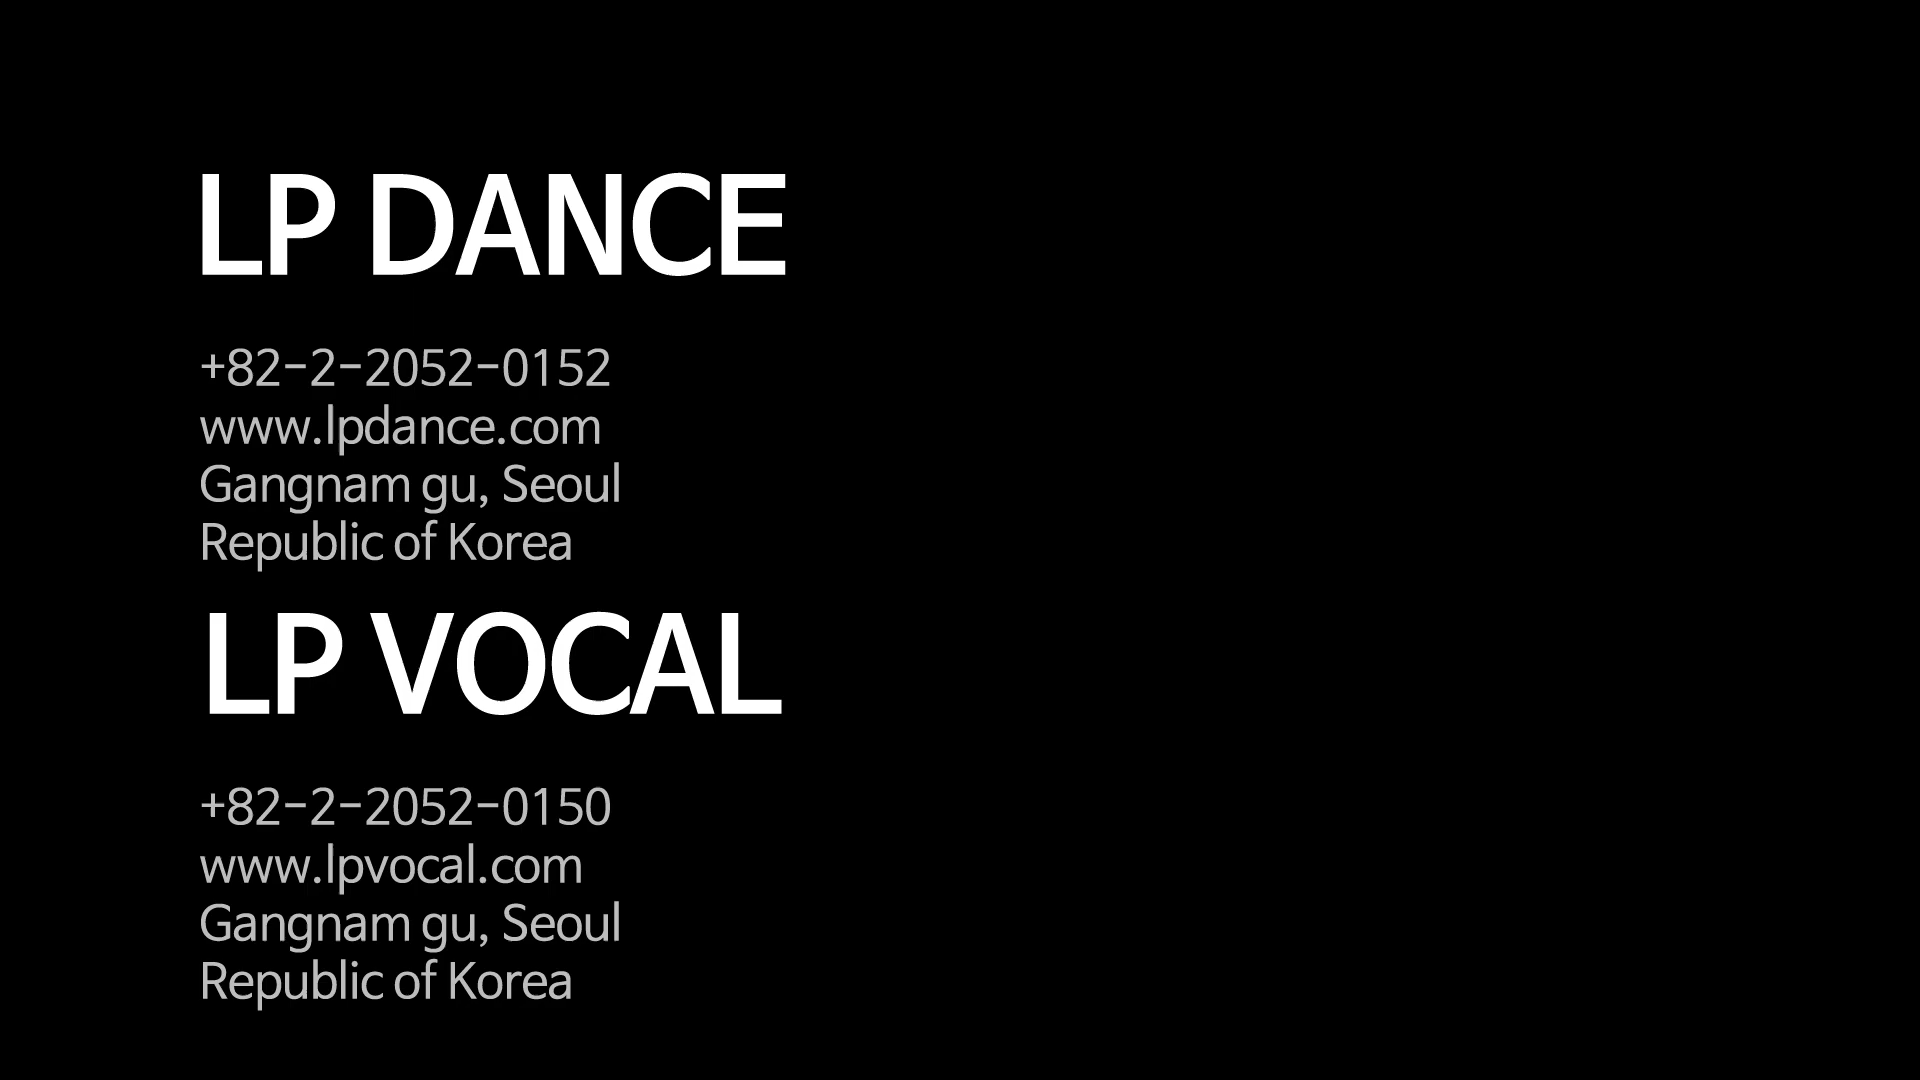 LP DANCE
+82-2-2052-0152
www.lpdance.com
Gangnam gu, Seoul
Republic of Korea
LP VOCAL
+82-2-2052-0150
www.lpvocal.com
Gangnam gu, Seoul
Republic of Korea